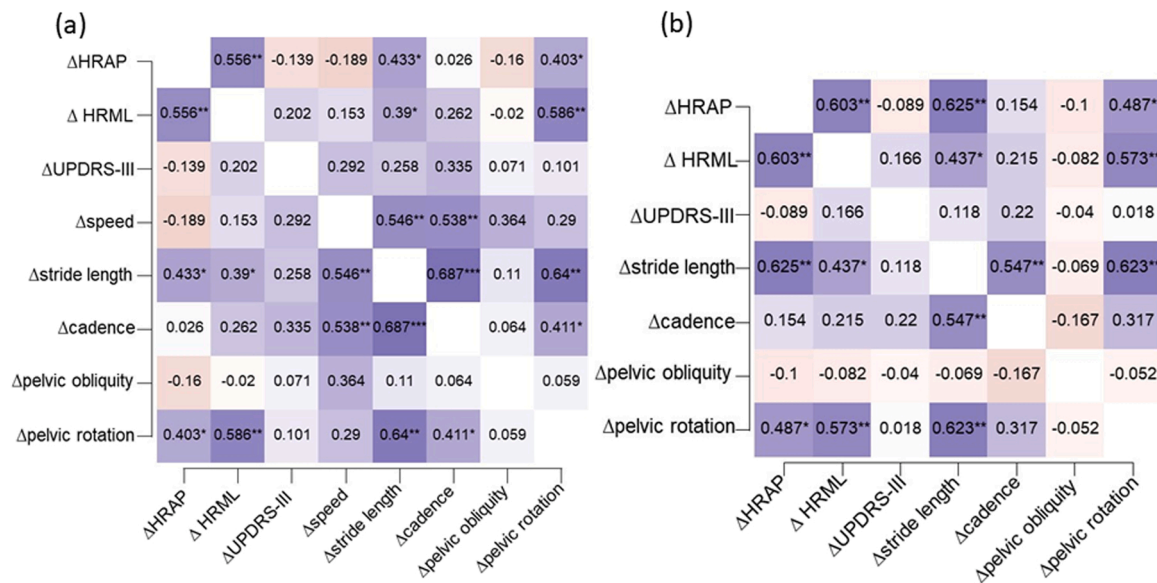 (a)
ΔHRAP 0.556** -0.139 -0.189 0.433* 0.026 -0.16 0.403*
Δ HRML 0.556** 0.202 0.153 0.39* 0.262 -0.02 0.586**
ΔUPDRS-III -0.139 0.202 0.292 0.258 0.335 0.071 0.101
Δspeed -0.189 0.153 0.292 0.546** 0.538** 0.364 0.29
Δstride length 0.433* 0.39* 0.258 0.546** 0.687*** 0.11 0.64**
Δcadence 0.026 0.262 0.335 0.538** 0.687*** 0.064 0.411*
Δpelvic obliquity -0.16 -0.02 0.071 0.364 0.11 0.064 0.059
Δpelvic rotation 0.403* 0.586** 0.101 0.29 0.64** 0.411* 0.059
ΔHRAP Δ HRML ΔUPDRS-III Δspeed Δstride length Δcadence Δpelvic obliquity Δpelvic rotation
(b)
ΔHRAP 0.603** -0.089 0.625** 0.154 -0.1 0.487*
Δ HRML 0.603** 0.166 0.437* 0.215 -0.082 0.573**
ΔUPDRS-III -0.089 0.166 0.118 0.22 -0.04 0.018
Δstride length 0.625** 0.437* 0.118 0.547** -0.069 0.623**
Δcadence 0.154 0.215 0.22 0.547** -0.167 0.317
Δpelvic obliquity -0.1 -0.082 -0.04 -0.069 -0.167 -0.052
Δpelvic rotation 0.487* 0.573** 0.018 0.623** 0.317 -0.052
ΔHRAP Δ HRML ΔUPDRS-III Δstride length Δcadence Δpelvic obliquity Δpelvic rotation